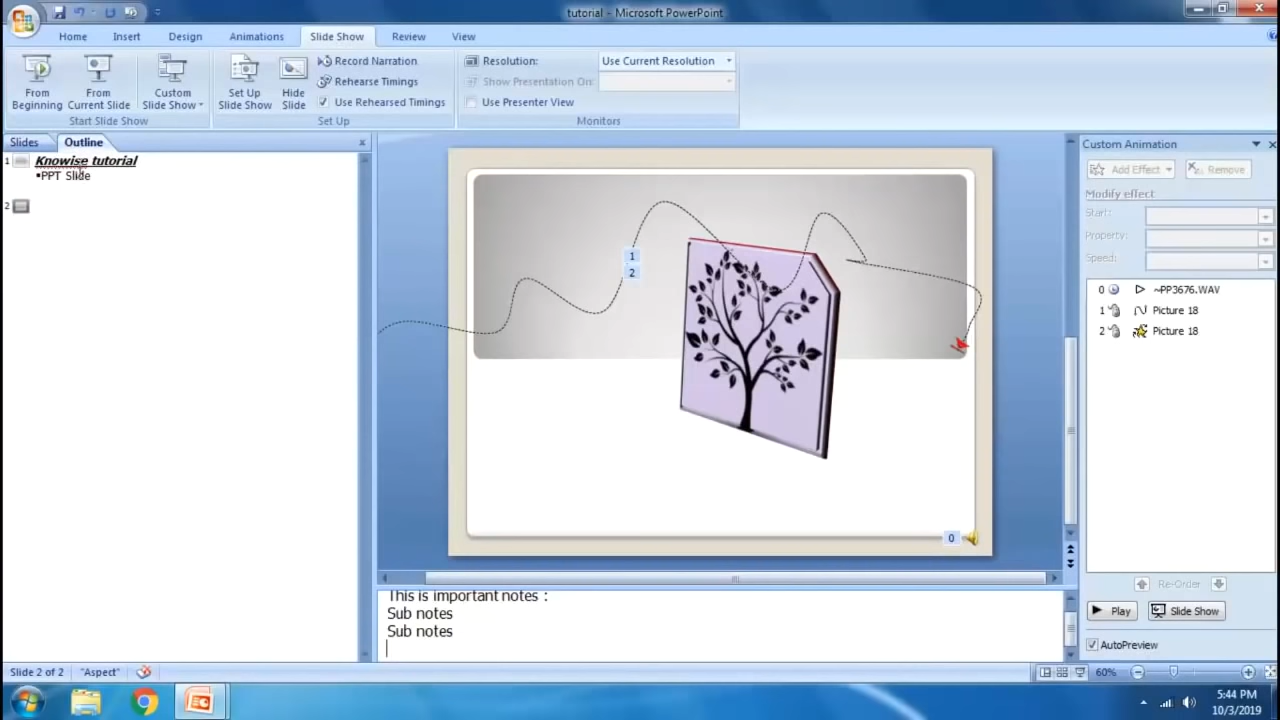 tutorial - Microsoft PowerPoint
Home Insert Design Animations Slide Show Review View
From Beginning
From Current Slide
Custom Slide Show
Start Slide Show
Set Up Slide Show
Hide Slide
Record Narration
Rehearse Timings
Use Rehearsed Timings
Set Up
Resolution: Use Current Resolution
Show Presentation On:
Use Presenter View
Monitors
Slides Outline
1 Knowise tutorial
▪PPT Slide
2
1
2
0
This is important notes :
Sub notes
Sub notes
Custom Animation
Add Effect Remove
Modify effect
Start:
Property:
Speed:
0 ~PP3676.WAV
1 Picture 18
2 Picture 18
Re-Order
Play Slide Show
AutoPreview
Slide 2 of 2 "Aspect" 60%
5:44 PM
10/3/2019